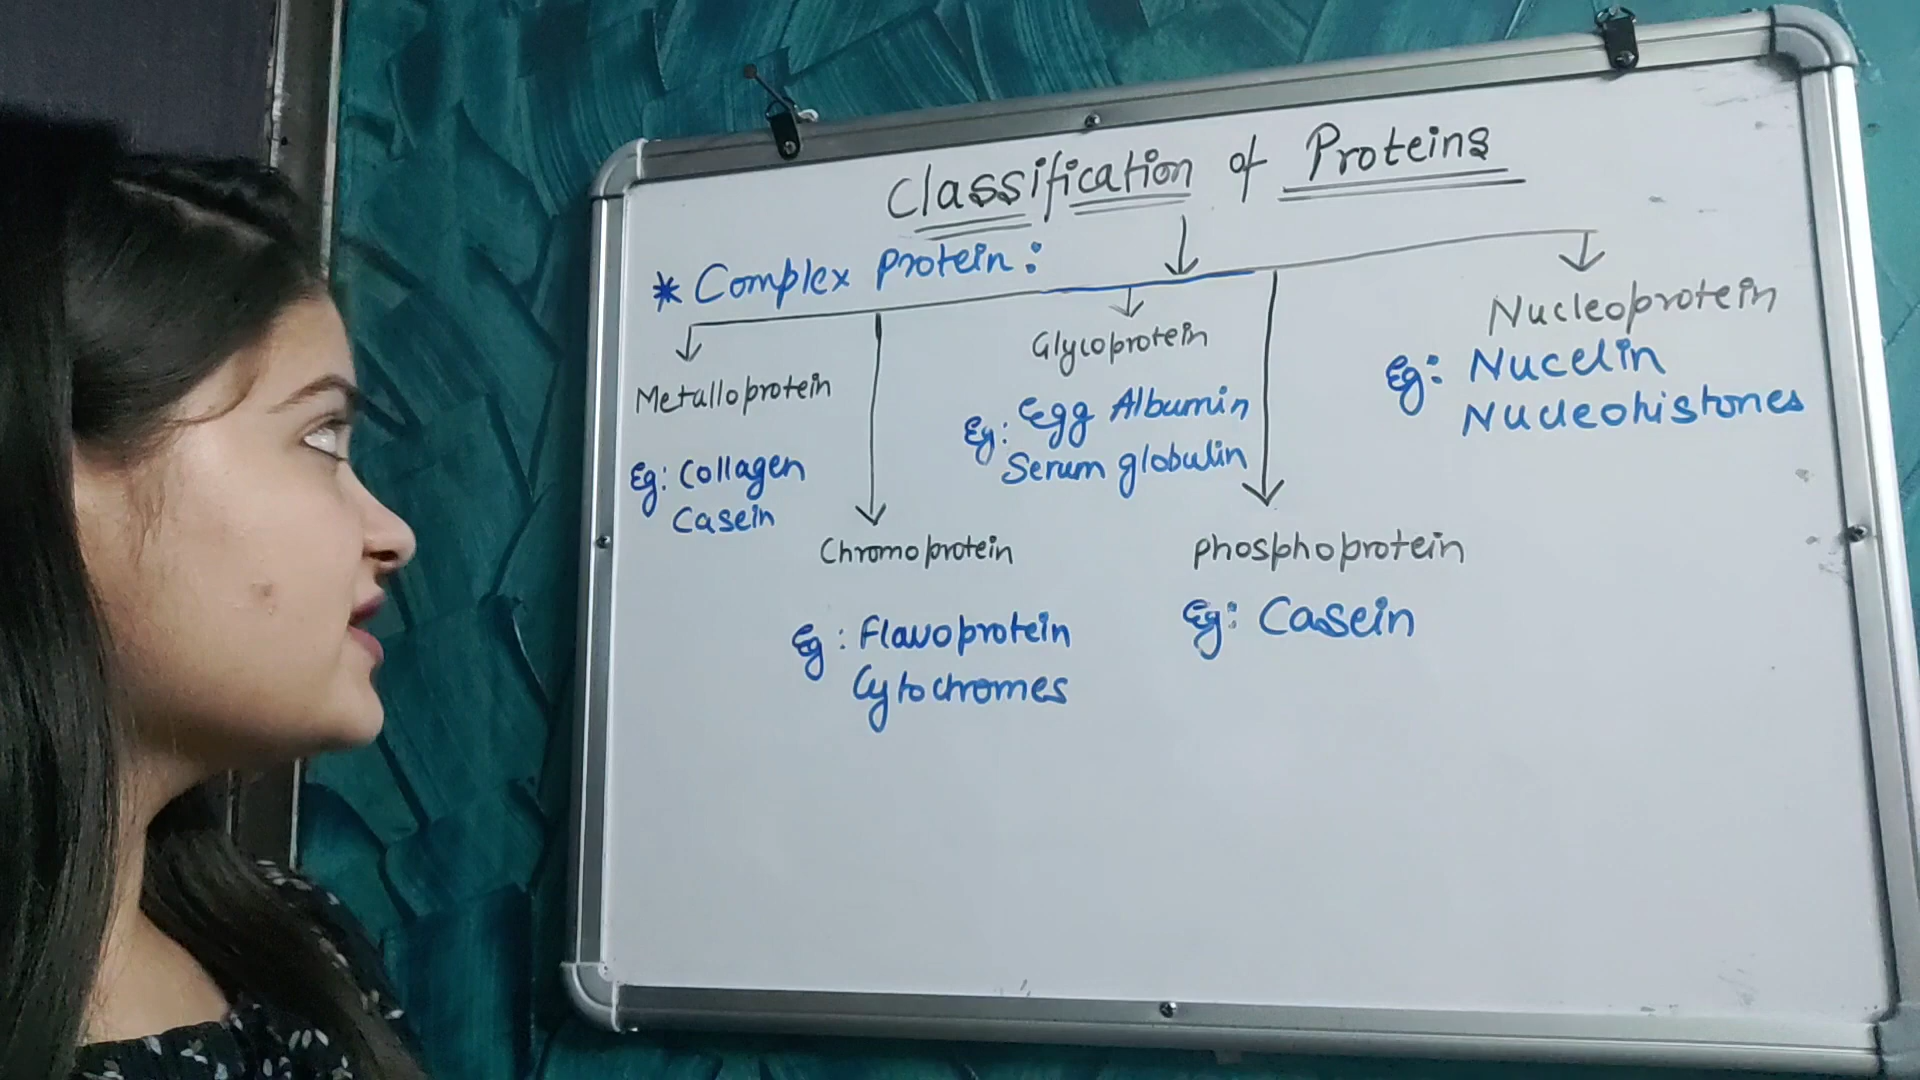 Classification of Proteins
* Complex protein:
Metalloprotein
Eg: Collagen
Casein
Chromoprotein
Eg: Flavoprotein
Cytochromes
Glycoprotein
Eg: Egg Albumin
Serum globulin
phosphoprotein
Eg: Casein
Nucleoprotein
Eg: Nucelin
Nucleohistones